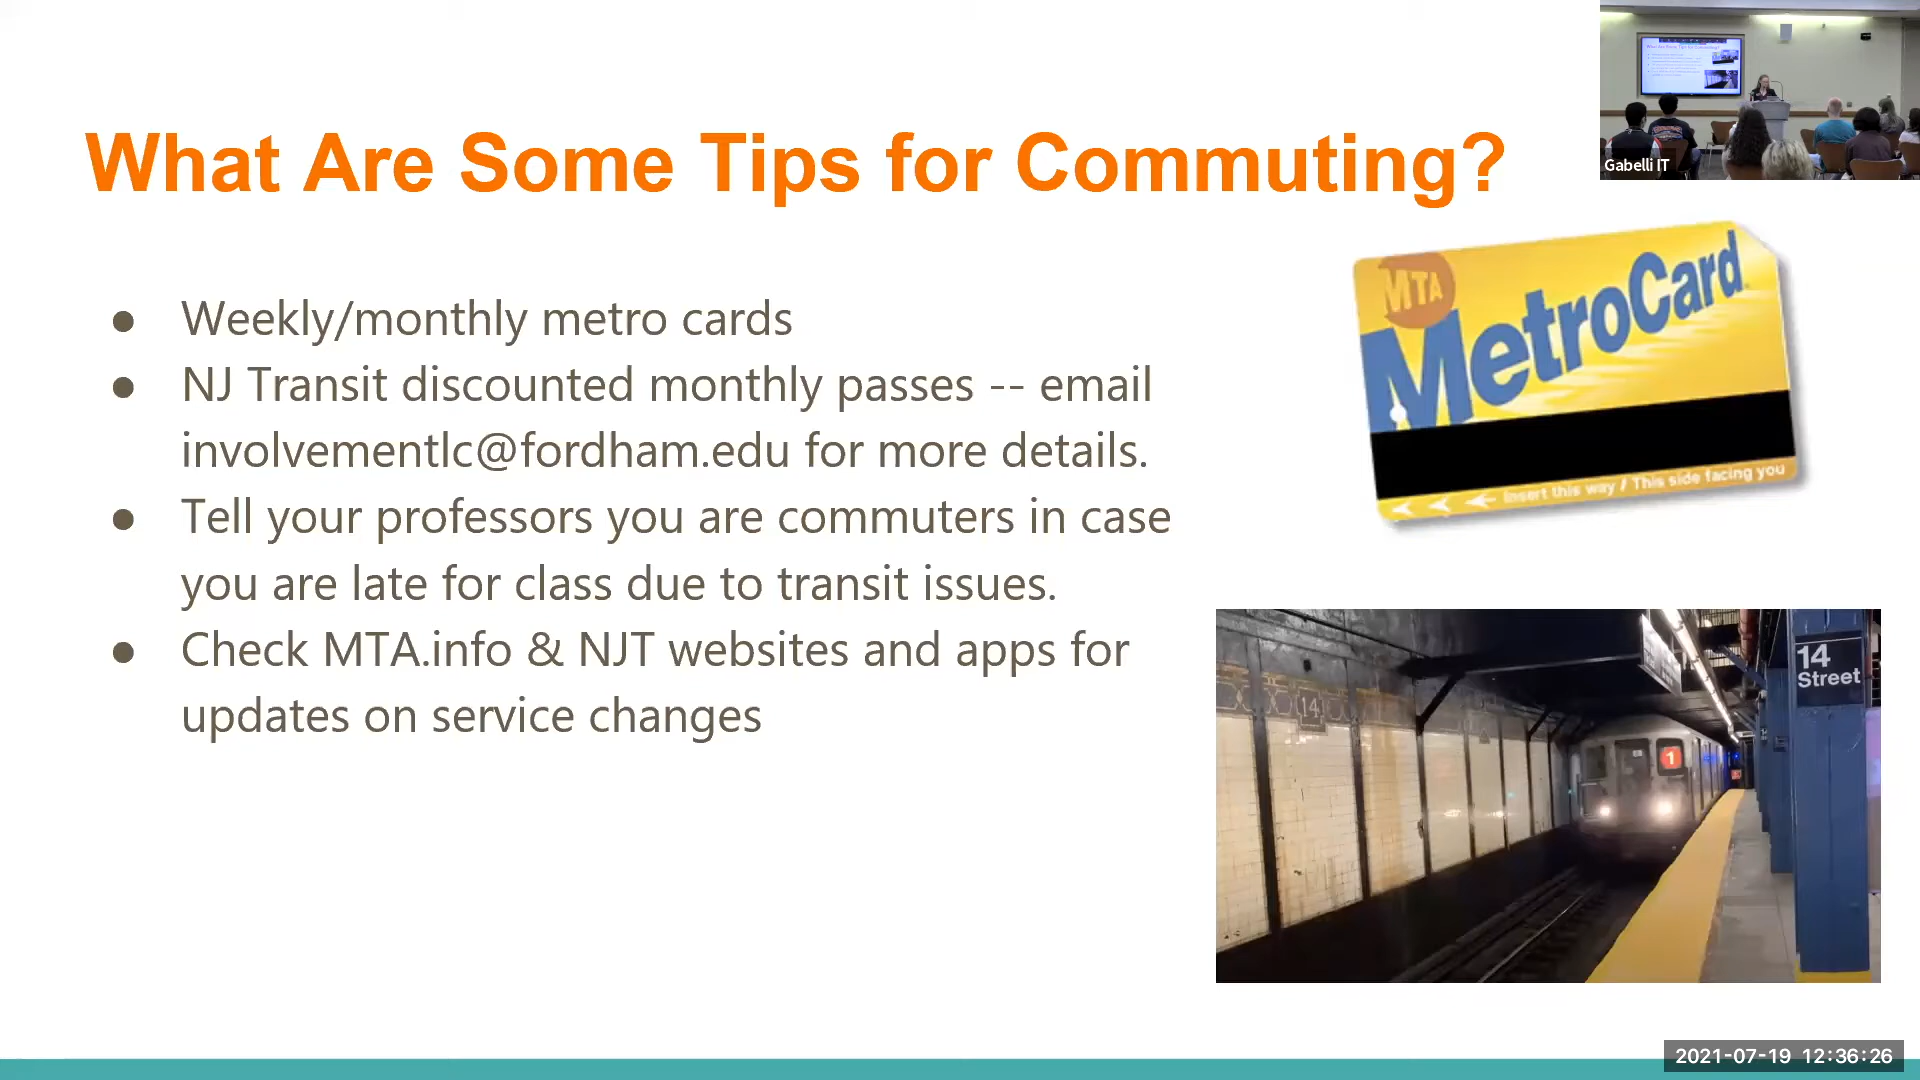 What Are Some Tips for Commuting?
Gabelli IT
● Weekly/monthly metro cards
● NJ Transit discounted monthly passes -- email
involvementlc@fordham.edu for more details.
● Tell your professors you are commuters in case
you are late for class due to transit issues.
● Check MTA.info & NJT websites and apps for
updates on service changes
MTA
MetroCard
Insert this way / This side facing you
14
Street
14
1
2021-07-19 12:36:26